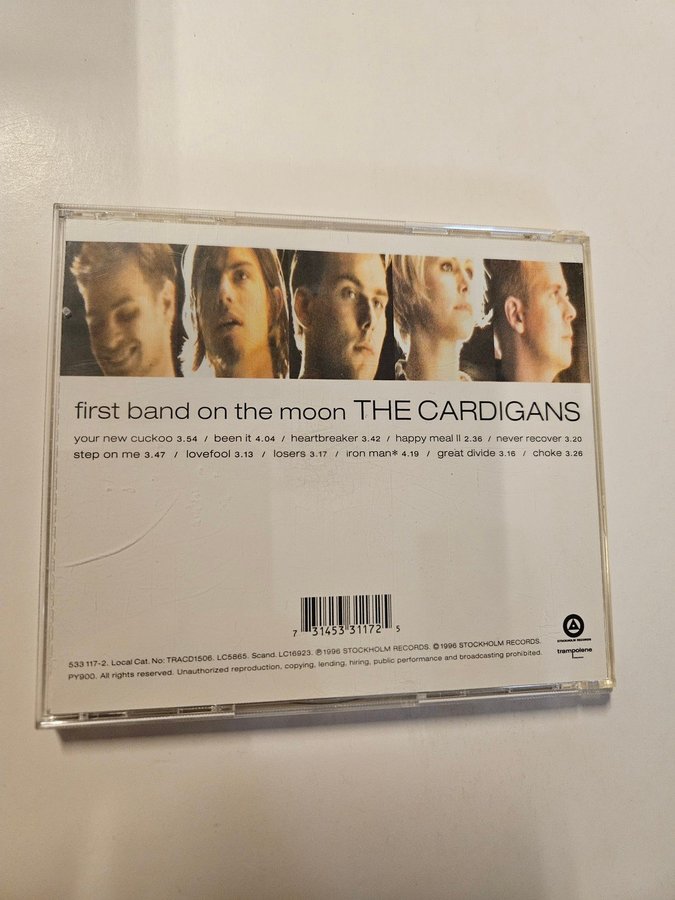 first band on the moon THE CARDIGANS
your new cuckoo 3.54 / been it 4.04 / heartbreaker 3.42 / happy meal II 2.36 / never recover 3.20
step on me 3.47 / lovefool 3.13 / losers 3.17 / iron man* 4.19 / great divide 3.16 / choke 3.26
7 31453 31172 5
STOCKHOLM RECORDS
trampolene
533 117-2. Local Cat. No: TRACD1506. LC5865. Scand. LC16923. ℗1996 STOCKHOLM RECORDS. ©1996 STOCKHOLM RECORDS.
PY900. All rights reserved. Unauthorized reproduction, copying, lending, hiring, public performance and broadcasting prohibited.